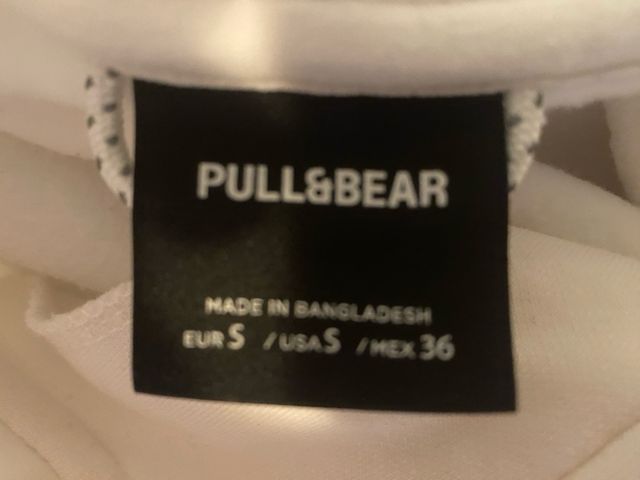 PULL&BEAR
MADE IN BANGLADESH
EUR S / USA S / MEX 36